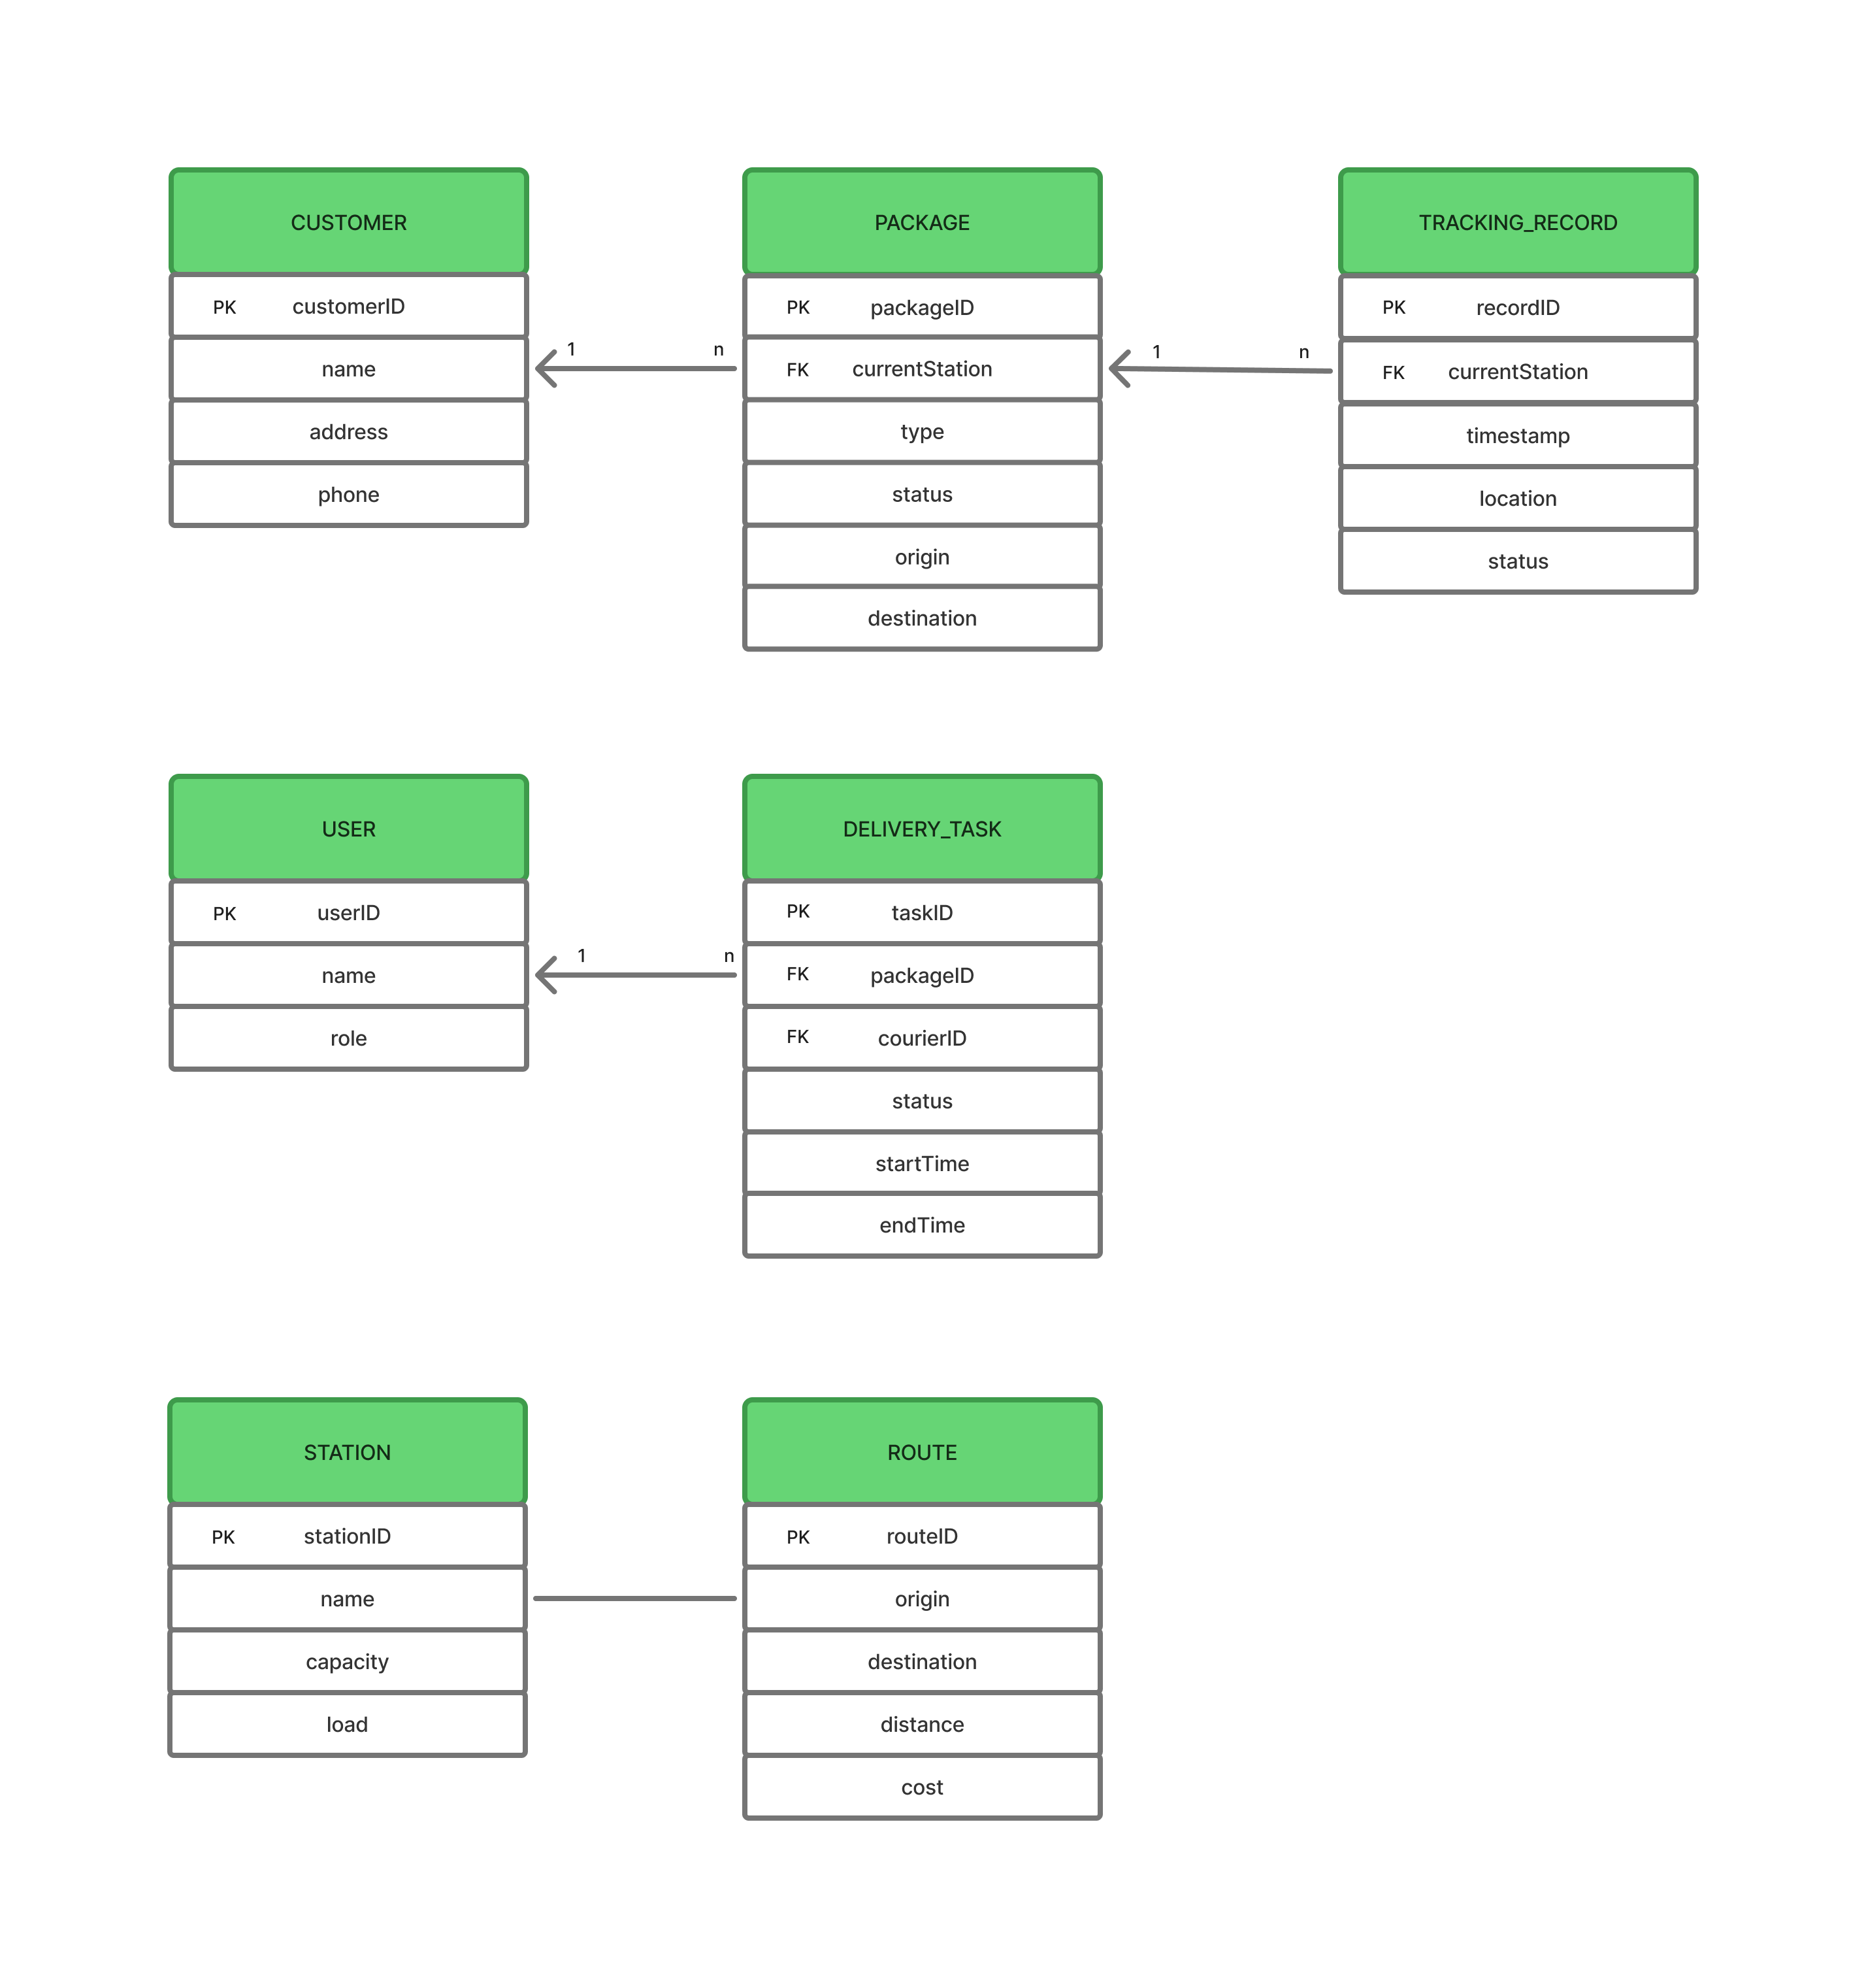 CUSTOMER
PK customerID
name
address
phone
1 n
PACKAGE
PK packageID
FK currentStation
type
status
origin
destination
1 n
TRACKING_RECORD
PK recordID
FK currentStation
timestamp
location
status
USER
PK userID
name
role
1 n
DELIVERY_TASK
PK taskID
FK packageID
FK courierID
status
startTime
endTime
STATION
PK stationID
name
capacity
load
ROUTE
PK routeID
origin
destination
distance
cost